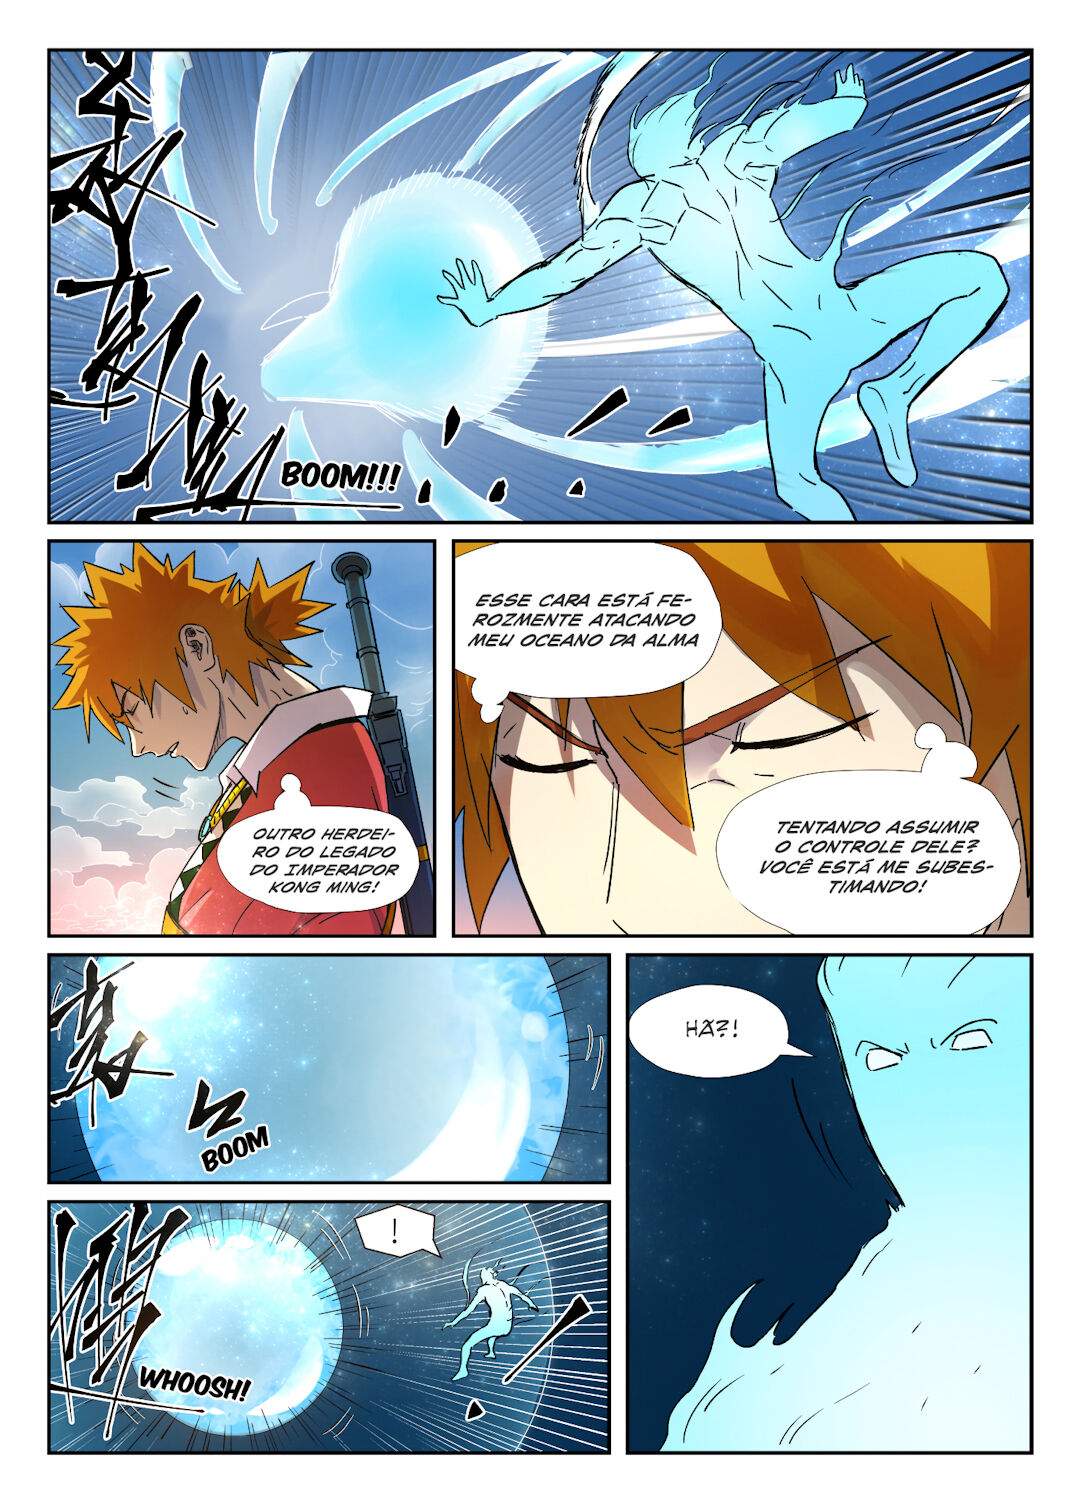 BOOM!!!
OUTRO HERDEI-
RO DO LEGADO
DO IMPERADOR
KONG MING!
ESSE CARA ESTÁ FE-
ROZMENTE ATACANDO
MEU OCEANO DA ALMA
TENTANDO ASSUMIR
O CONTROLE DELE?
VOCÊ ESTÁ ME SUBES-
TIMANDO!
BOOM
HÃ?!
!
WHOOSH!